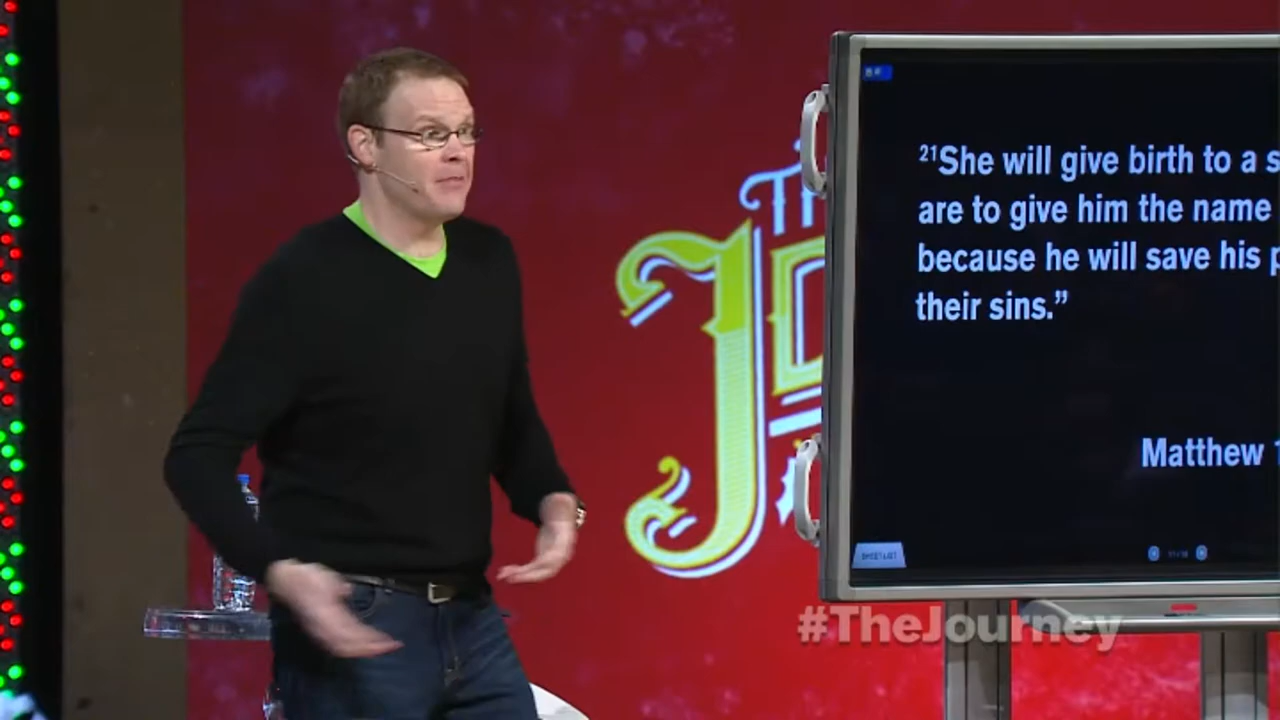 ²¹She will give birth to a s
are to give him the name
because he will save his p
their sins.”
Matthew 1
#TheJourney